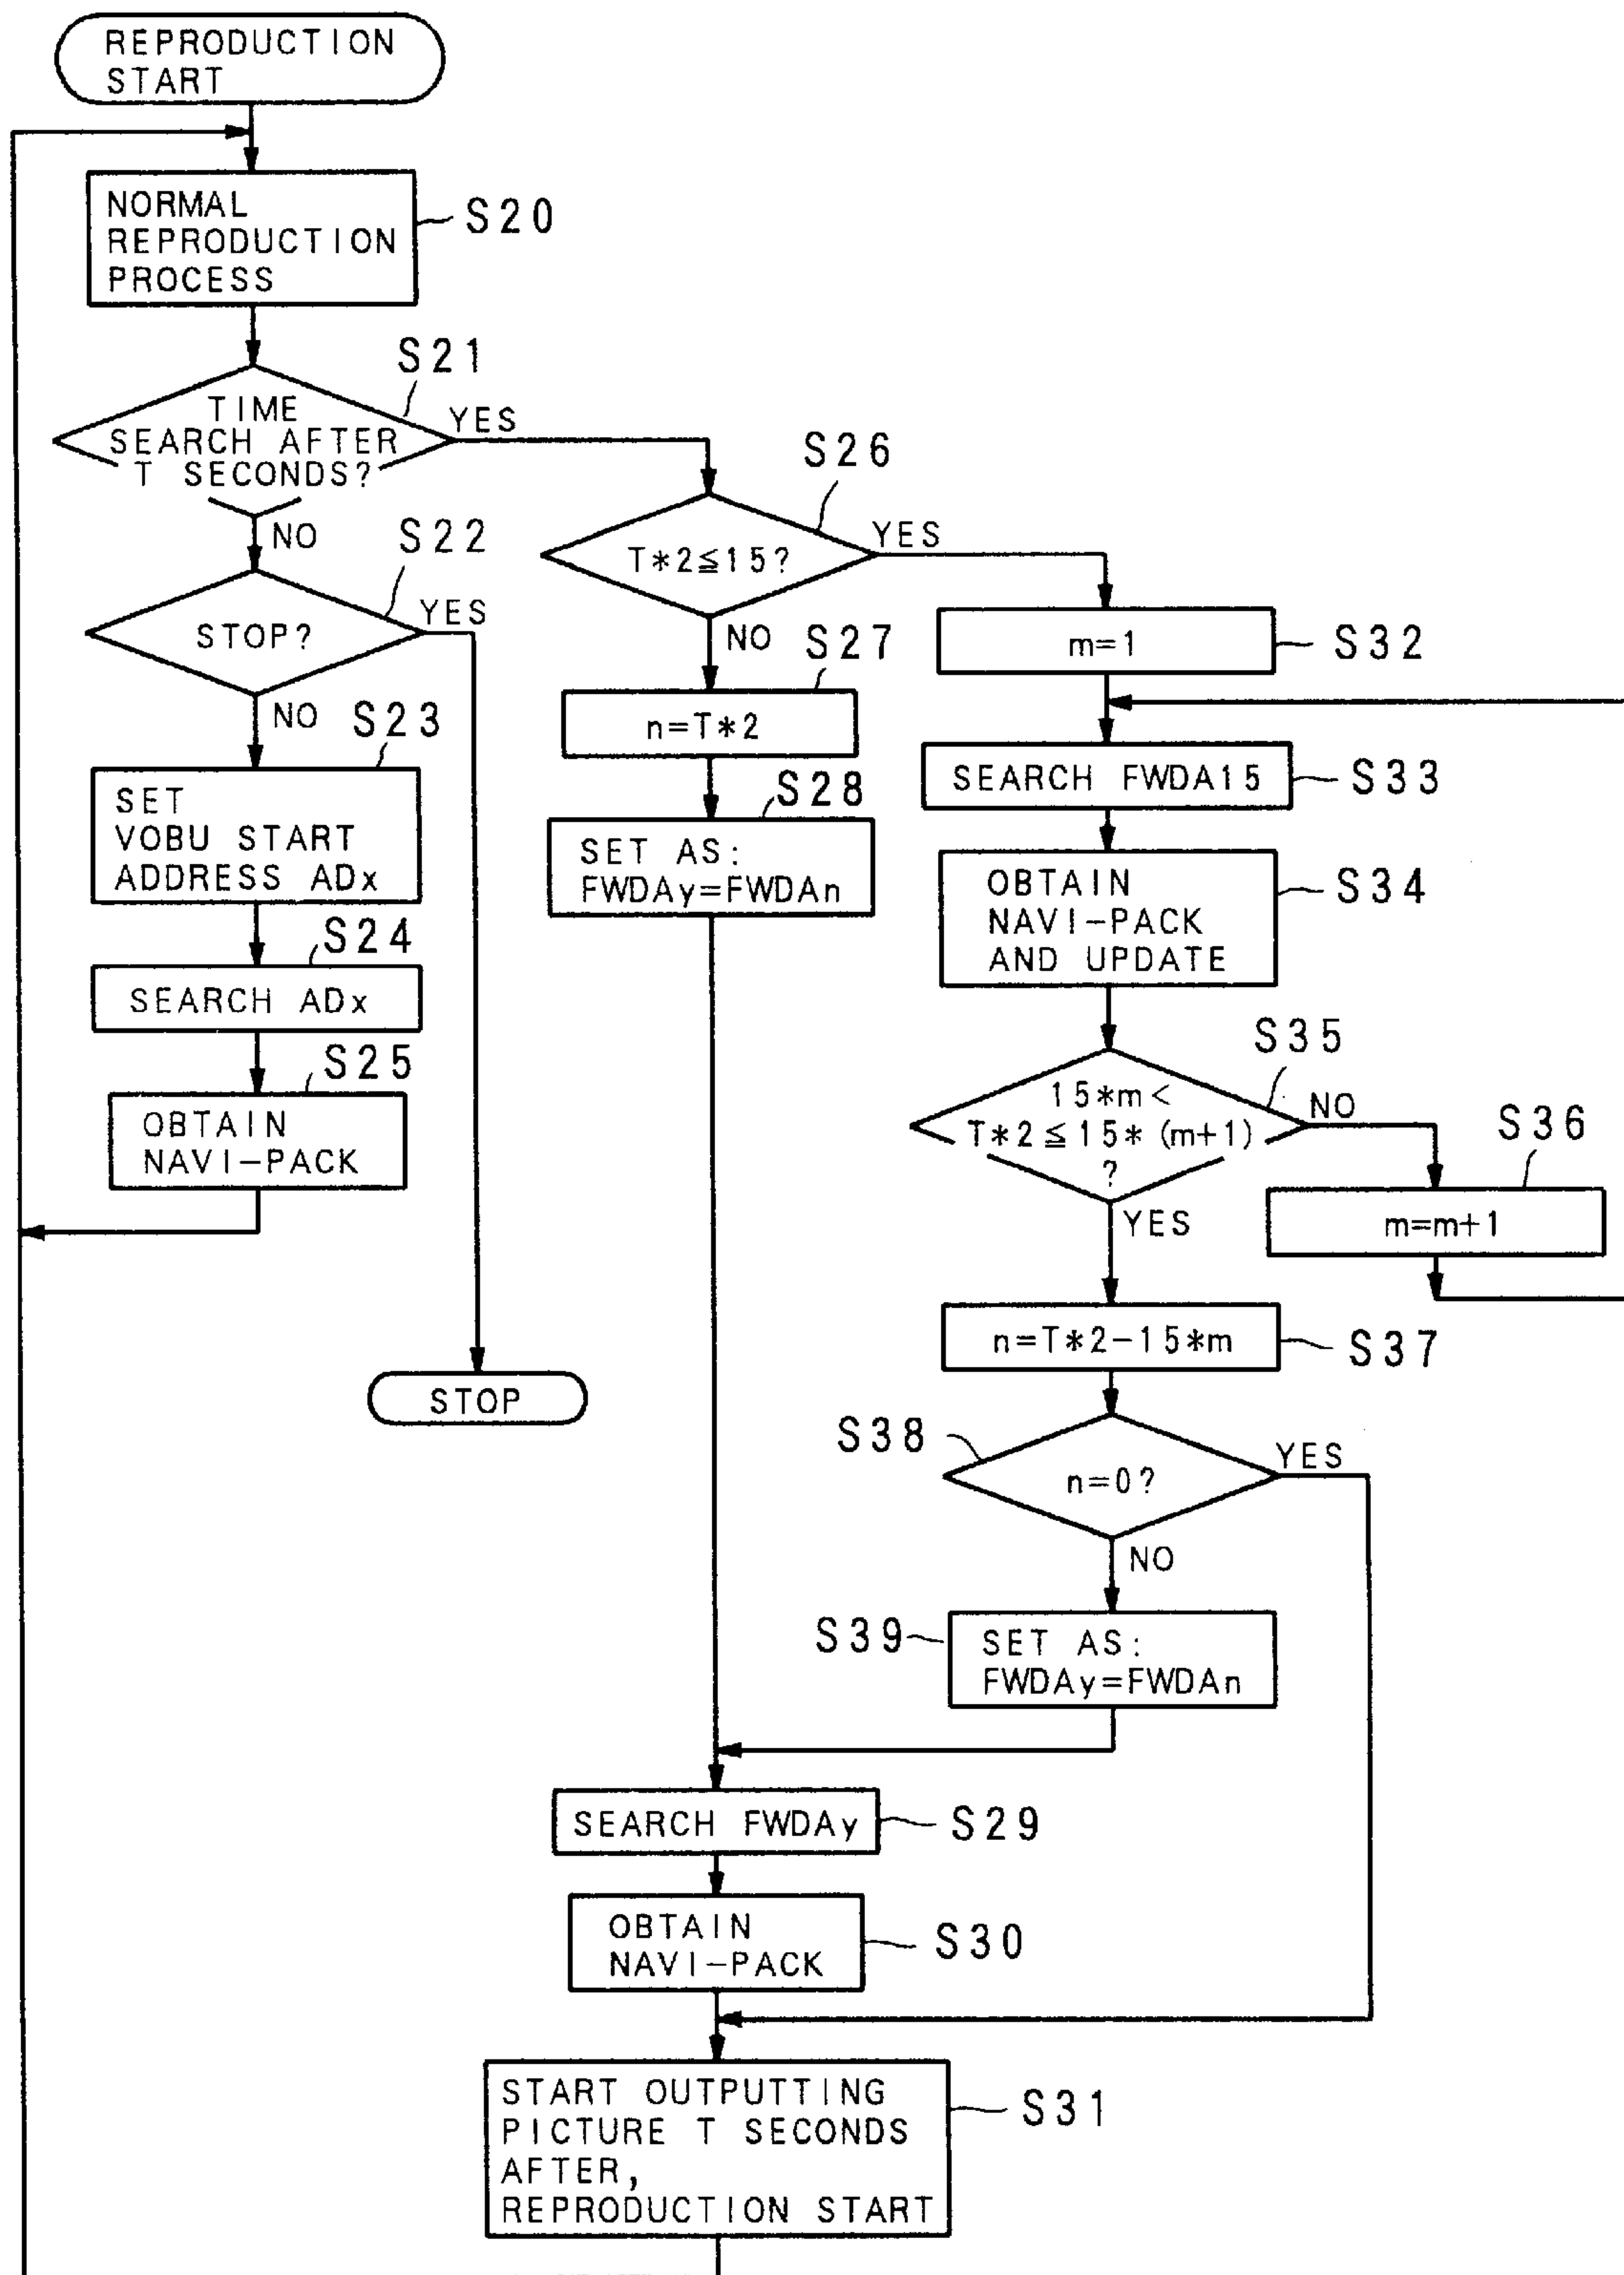 REPRODUCTION
START
NORMAL
REPRODUCTION
PROCESS
S20
S21
TIME
SEARCH AFTER
T SECONDS?
YES
NO
S22
STOP?
YES
NO
S23
SET
VOBU START
ADDRESS ADx
S24
SEARCH ADx
S25
OBTAIN
NAVI-PACK
STOP
S26
T*2≦15?
YES
NO
S27
n=T*2
S28
SET AS:
FWDAy=FWDAn
m=1
S32
SEARCH FWDA15
S33
OBTAIN
NAVI-PACK
AND UPDATE
S34
S35
15*m<
T*2≦15*(m+1)
?
NO
YES
S36
m=m+1
n=T*2-15*m
S37
S38
n=0?
YES
NO
S39
SET AS:
FWDAy=FWDAn
SEARCH FWDAy
S29
OBTAIN
NAVI-PACK
S30
START OUTPUTTING
PICTURE T SECONDS
AFTER,
REPRODUCTION START
S31